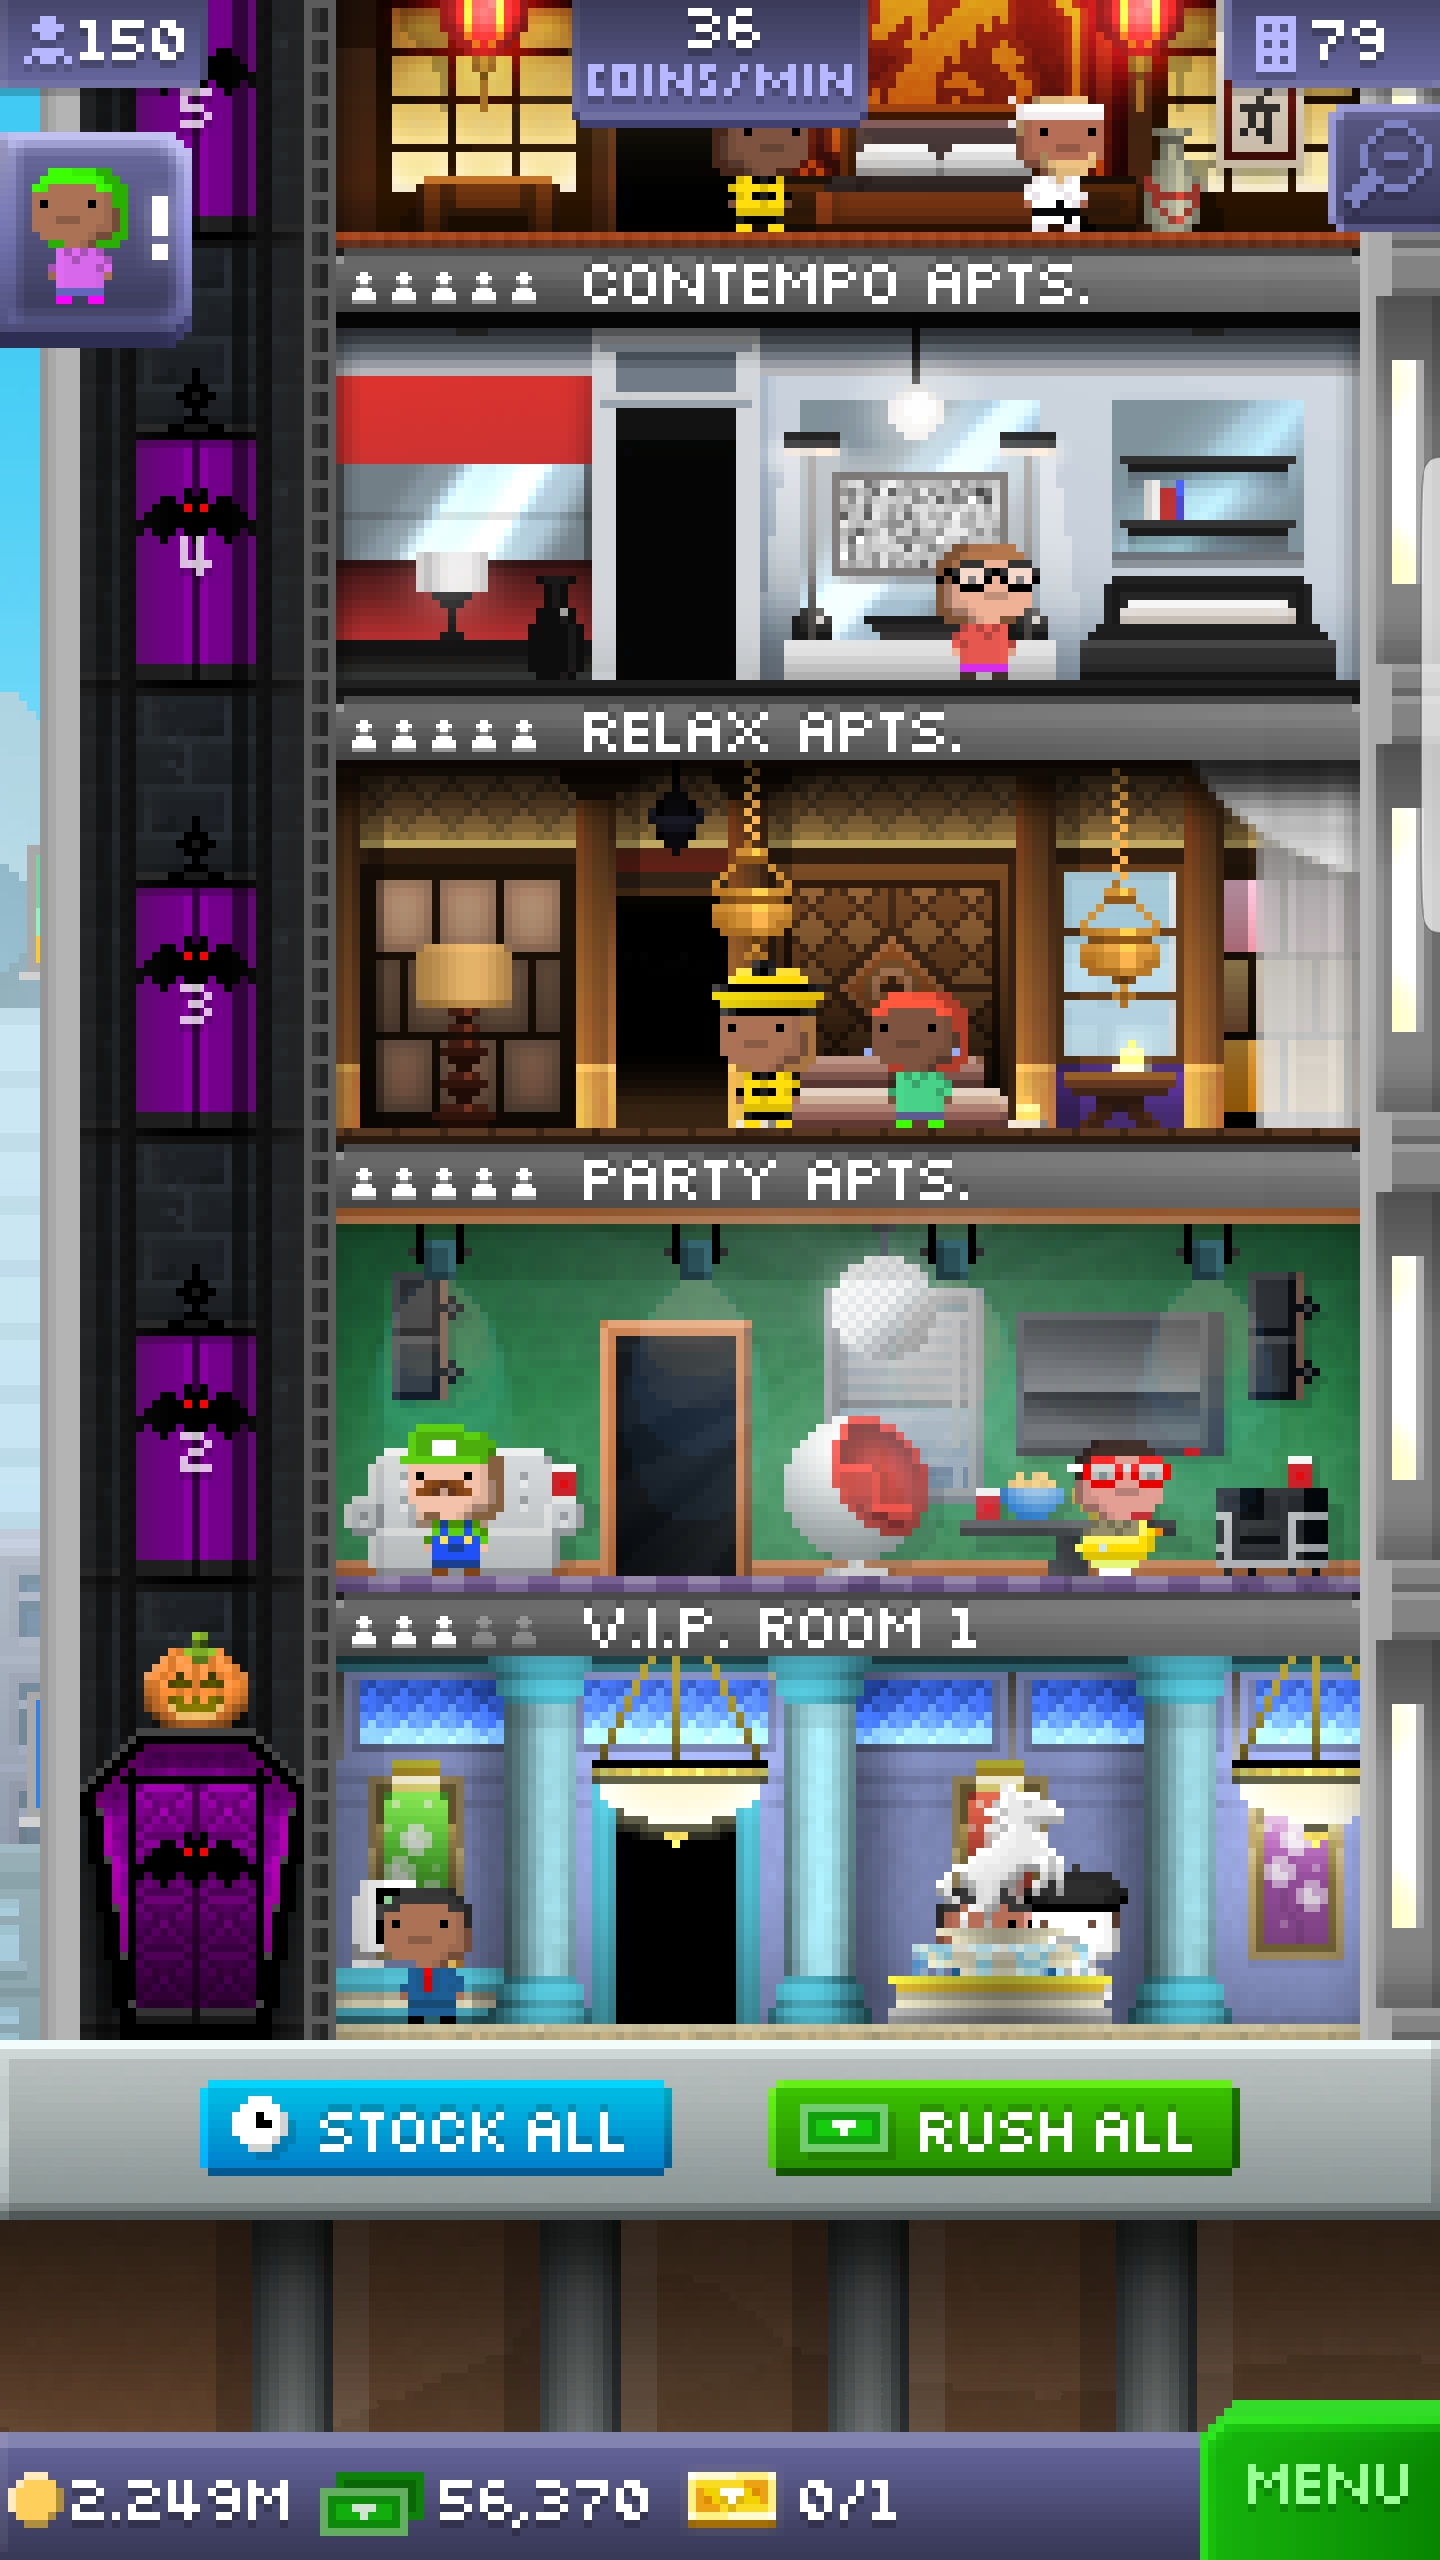 150
36
COINS/MIN
79
5
!
CONTEMPO APTS.
4
RELAX APTS.
3
PARTY APTS.
2
V.I.P. ROOM 1
STOCK ALL
RUSH ALL
2.249M
56,370
0/1
MENU